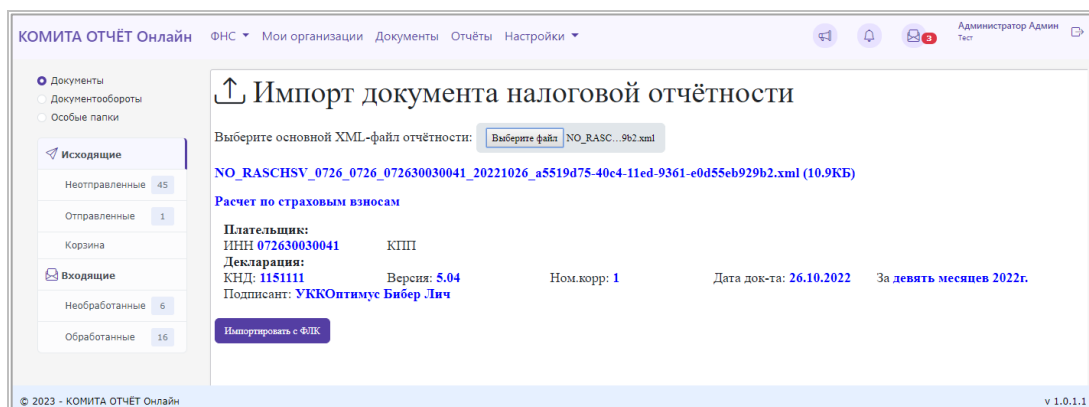 КОМИТА ОТЧЁТ Онлайн ФНС Мои организации Документы Отчёты Настройки 3 Администратор Админ
Тест
Документы
Документообороты
Особые папки
Исходящие
Неотправленные 45
Отправленные 1
Корзина
Входящие
Необработанные 6
Обработанные 16
Импорт документа налоговой отчётности
Выберите основной XML-файл отчётности: Выберите файл NO_RASC...9b2.xml
NO_RASCHSV_0726_0726_072630030041_20221026_a5519d75-40c4-11ed-9361-e0d55eb929b2.xml (10.9КБ)
Расчет по страховым взносам
Плательщик:
ИНН 072630030041 КПП
Декларация:
КНД: 1151111 Версия: 5.04 Ном.корр: 1 Дата док-та: 26.10.2022 За девять месяцев 2022г.
Подписант: УККОптимус Бибер Лич
Импортировать с ФЛК
© 2023 - КОМИТА ОТЧЁТ Онлайн v 1.0.1.1